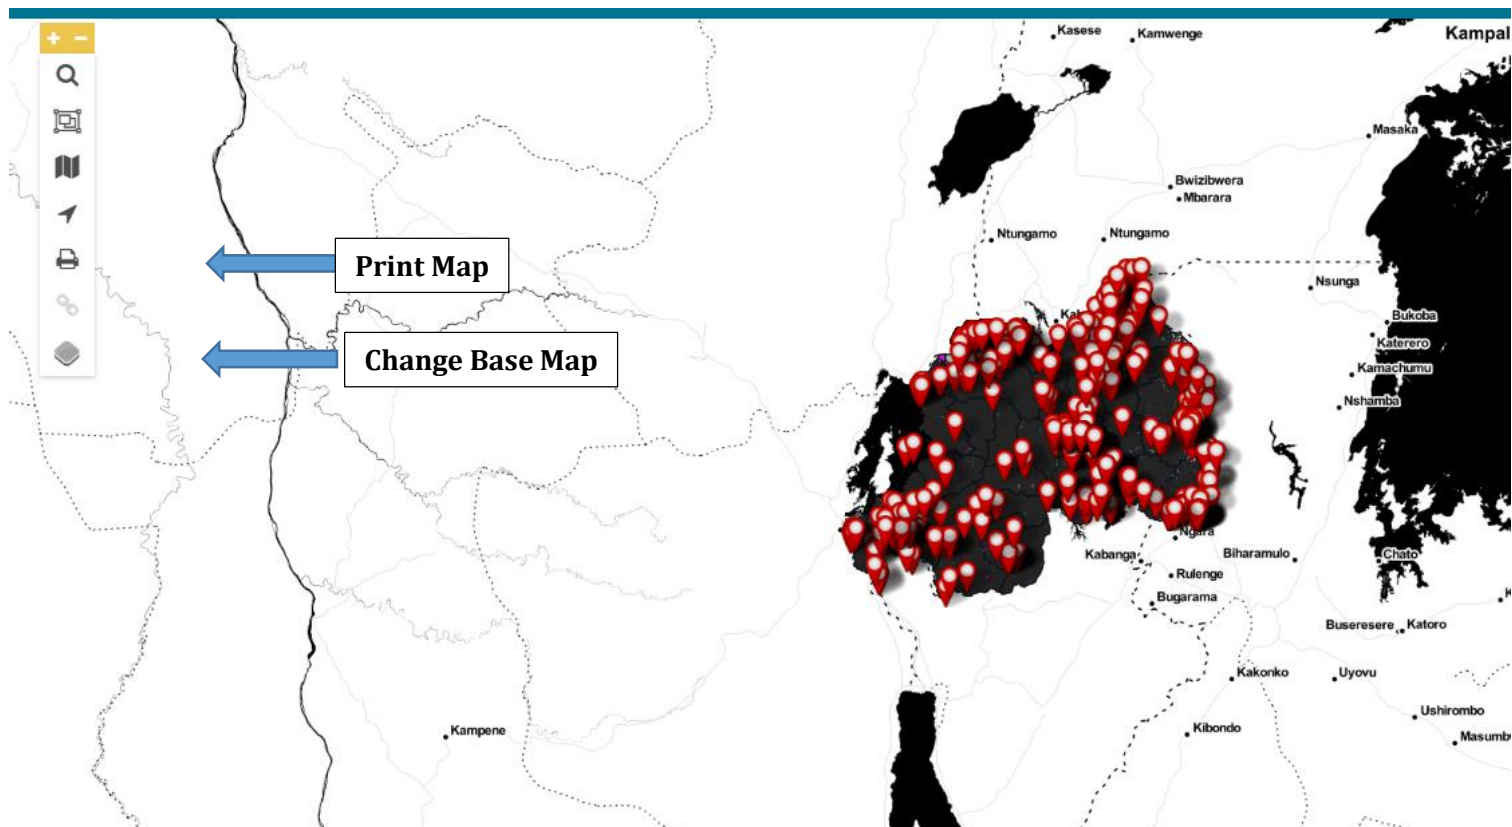 + −
Kasese
Kamwenge
Kampal
Masaka
Bwizibwera
Mbarara
Ntungamo
Ntungamo
Print Map
Nsunga
Bukoba
Katerero
Change Base Map
Kamachumu
Nshamba
Ngara
Kabanga
Biharamulo
Chato
Rulenge
Bugarama
Buseresere
Katoro
Kakonko
Uyovu
Ushirombo
Kampene
Kibondo
Masumbw